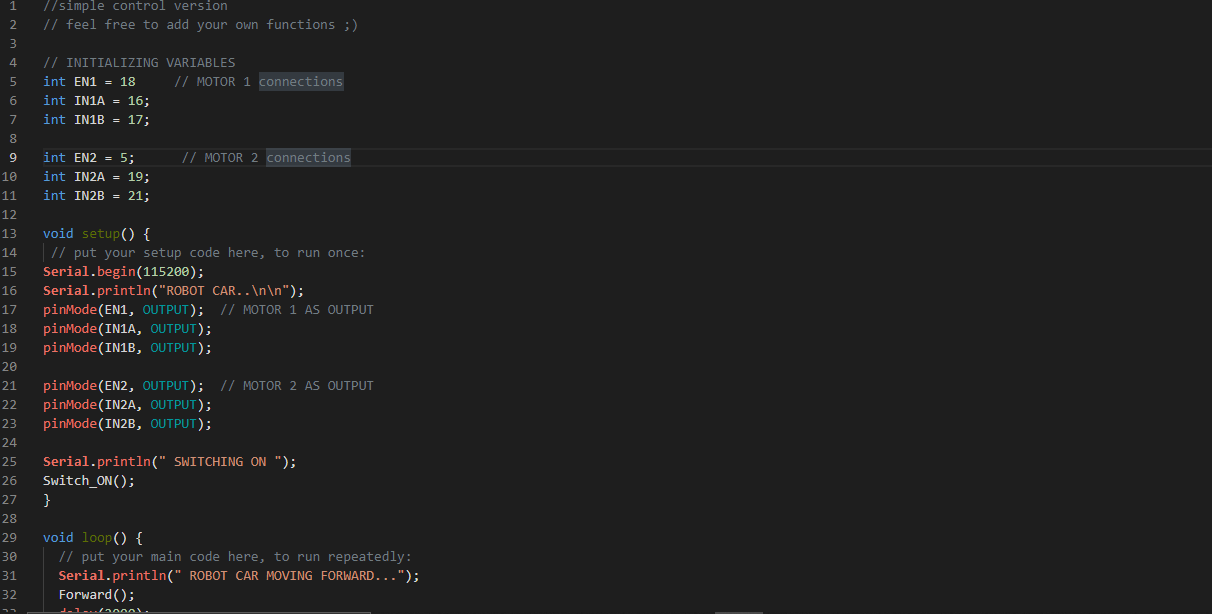 1 //simple control version
2 // feel free to add your own functions ;)
3
4 // INITIALIZING VARIABLES
5 int EN1 = 18     // MOTOR 1 connections
6 int IN1A = 16;
7 int IN1B = 17;
8
9 int EN2 = 5;      // MOTOR 2 connections
10 int IN2A = 19;
11 int IN2B = 21;
12
13 void setup() {
14  // put your setup code here, to run once:
15 Serial.begin(115200);
16 Serial.println("ROBOT CAR..\n\n");
17 pinMode(EN1, OUTPUT);  // MOTOR 1 AS OUTPUT
18 pinMode(IN1A, OUTPUT);
19 pinMode(IN1B, OUTPUT);
20
21 pinMode(EN2, OUTPUT);  // MOTOR 2 AS OUTPUT
22 pinMode(IN2A, OUTPUT);
23 pinMode(IN2B, OUTPUT);
24
25 Serial.println(" SWITCHING ON ");
26 Switch_ON();
27 }
28
29 void loop() {
30   // put your main code here, to run repeatedly:
31   Serial.println(" ROBOT CAR MOVING FORWARD...");
32   Forward();
33   delay(2000);